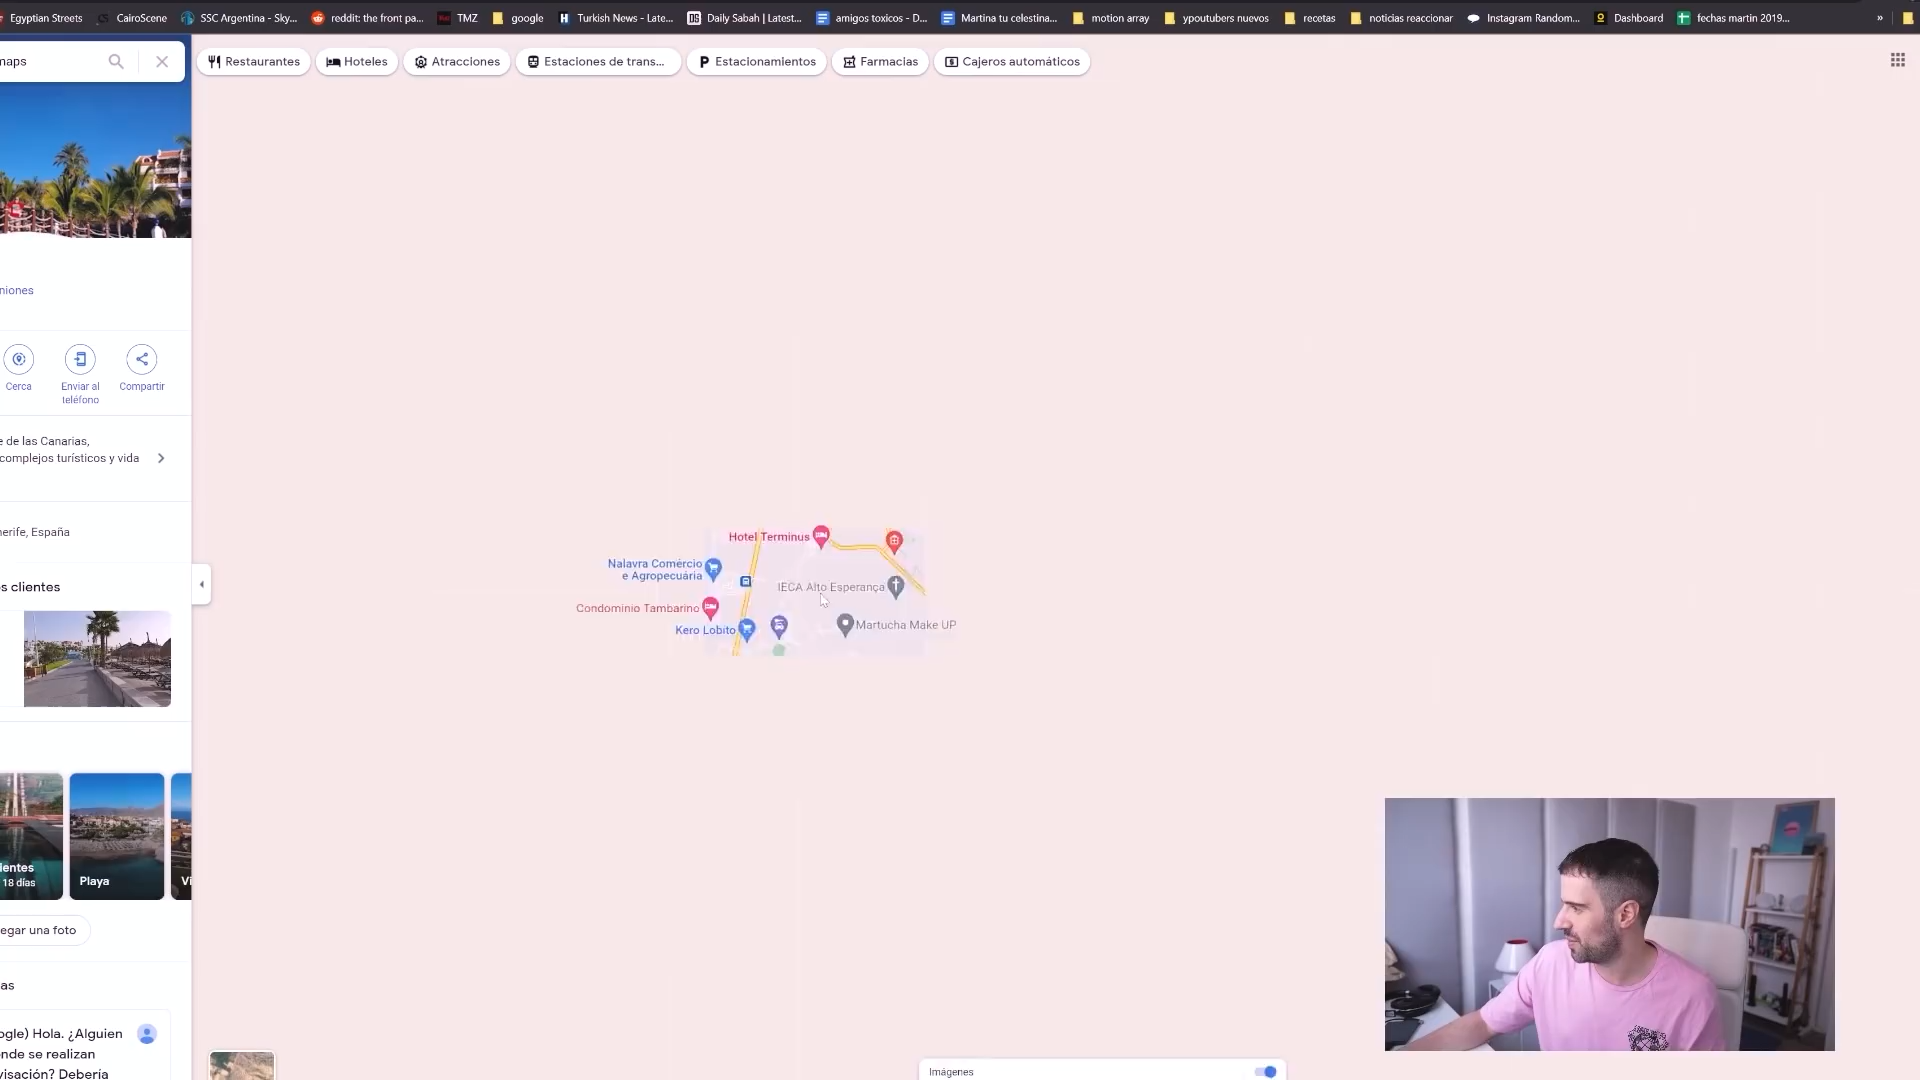 Egyptian Streets
CairoScene
SSC Argentina - Sky...
reddit: the front pa...
TMZ
google
Turkish News - Late...
Daily Sabah | Latest...
amigos toxicos - D...
Martina tu celestina...
motion array
ypoutubers nuevos
recetas
noticias reaccionar
Instagram Random...
Dashboard
fechas martin 2019...
»
maps
Restaurantes
Hoteles
Atracciones
Estaciones de trans...
Estacionamientos
Farmacias
Cajeros automáticos
niones
Cerca
Enviar al
teléfono
Compartir
e de las Canarias,
complejos turísticos y vida
nerife, España
s clientes
Hotel Terminus
Nalavra Comércio
e Agropecuária
IECA Alto Esperança
Condominio Tambarino
Kero Lobito
Martucha Make UP
ientes
18 días
Playa
Vi
egar una foto
as
ogle) Hola. ¿Alguien
nde se realizan
visación? Debería
Imágenes